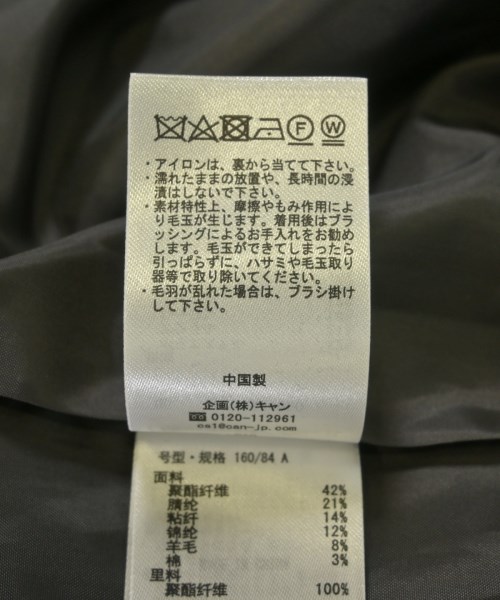 F W
・アイロンは、裏から当てて下さい。
・濡れたままの放置や、長時間の浸
漬はしないで下さい。
・素材特性上、摩擦やもみ作用によ
り毛玉が生じます。着用後はブラ
ッシングによるお手入れをお勧め
します。毛玉ができてしまったら
引っぱらずに、ハサミや毛玉取り
器等で取り除いてください。
・毛羽が乱れた場合は、ブラシ掛け
して下さい。
中国製
企画(株)キャン
0120-112961
cs1@can-jp.com
号型・规格 160/84 A
面料
聚酯纤维 42%
腈纶 21%
粘纤 14%
锦纶 12%
羊毛 8%
棉 3%
里料
聚酯纤维 100%